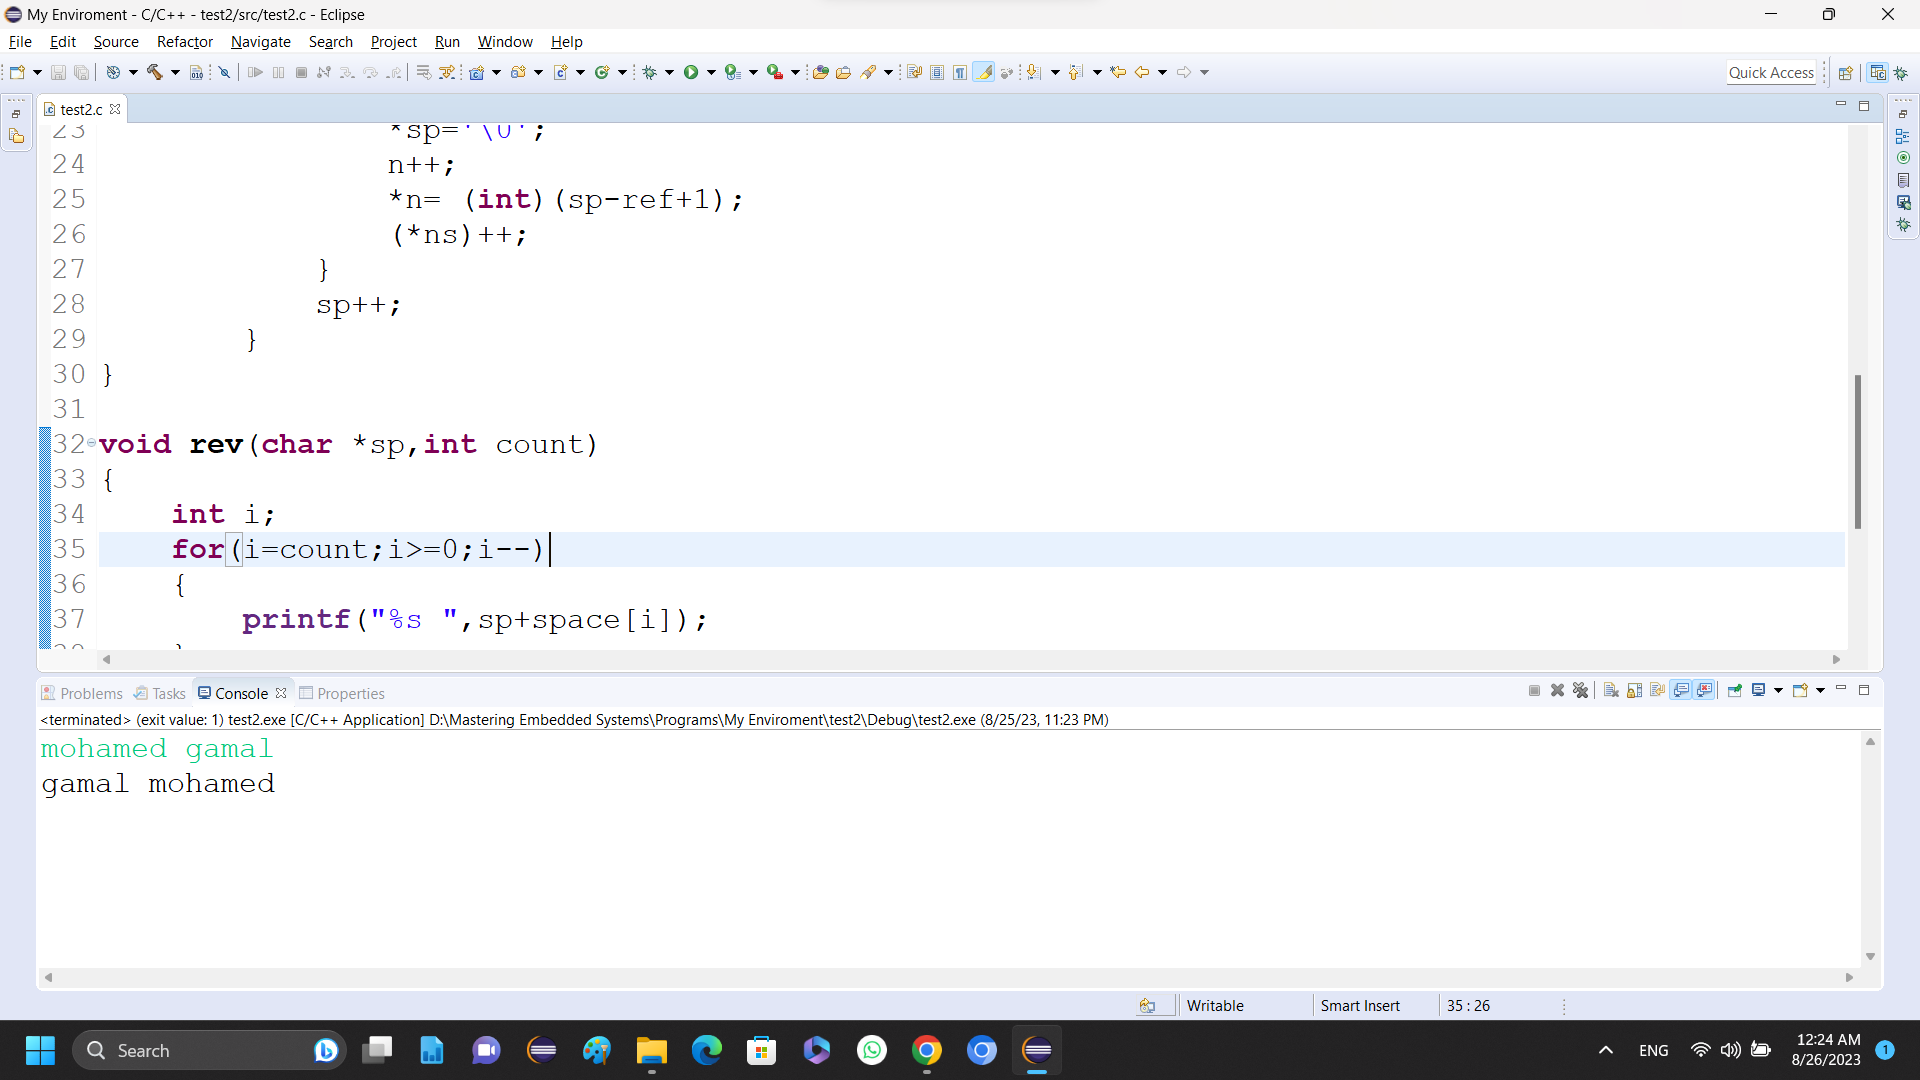 My Enviroment - C/C++ - test2/src/test2.c - Eclipse
File Edit Source Refactor Navigate Search Project Run Window Help
Quick Access
test2.c
23 *sp='\0';
24 n++;
25 *n= (int)(sp-ref+1);
26 (*ns)++;
27 }
28 sp++;
29 }
30 }
31
32 void rev(char *sp,int count)
33 {
34 int i;
35 for(i=count;i>=0;i--)
36 {
37 printf("%s ",sp+space[i]);
Problems Tasks Console Properties
<terminated> (exit value: 1) test2.exe [C/C++ Application] D:\Mastering Embedded Systems\Programs\My Enviroment\test2\Debug\test2.exe (8/25/23, 11:23 PM)
mohamed gamal
gamal mohamed
Writable Smart Insert 35 : 26
Search ENG 12:24 AM
8/26/2023 1